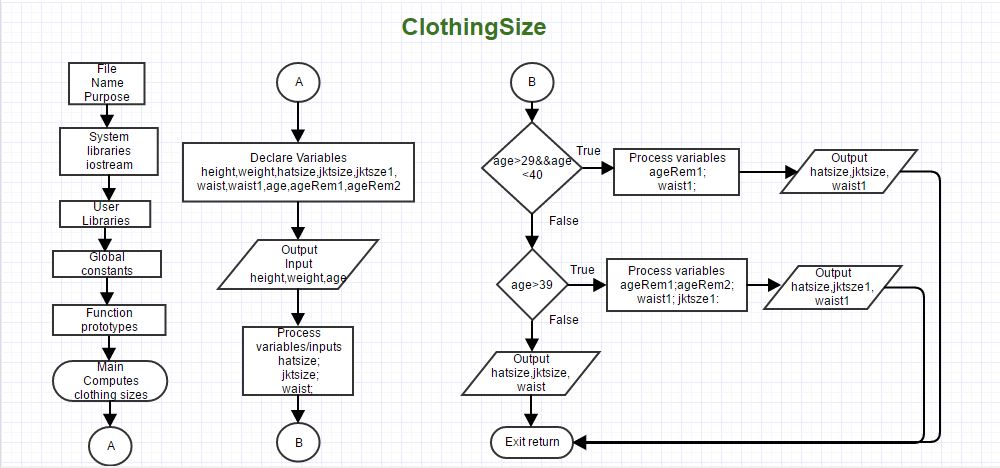 ClothingSize
File
Name
Purpose
System
libraries
iostream
User
Libraries
Global
constants
Function
prototypes
Main
Computes
clothing sizes
A
A
Declare Variables
height,weight,hatsize,jktsize,jktsze1,
waist,waist1,age,ageRem1,ageRem2
Output
Input
height,weight,age
Process
variables/inputs
hatsize;
jktsize;
waist;
B
B
age>29&&age
<40
True
Process variables
ageRem1;
waist1;
Output
hatsize,jktsize,
waist1
False
age>39
True
Process variables
ageRem1;ageRem2;
waist1; jktsze1:
Output
hatsize,jktsze1,
waist1
False
Output
hatsize,jktsize,
waist
Exit return